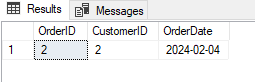 Results Messages
OrderID CustomerID OrderDate
1 2 2 2024-02-04